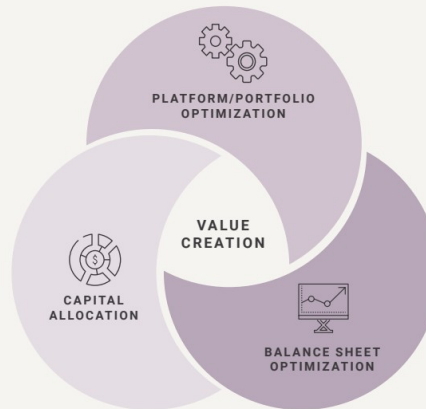 PLATFORM/PORTFOLIO
OPTIMIZATION
VALUE
CREATION
$
CAPITAL
ALLOCATION
BALANCE SHEET
OPTIMIZATION